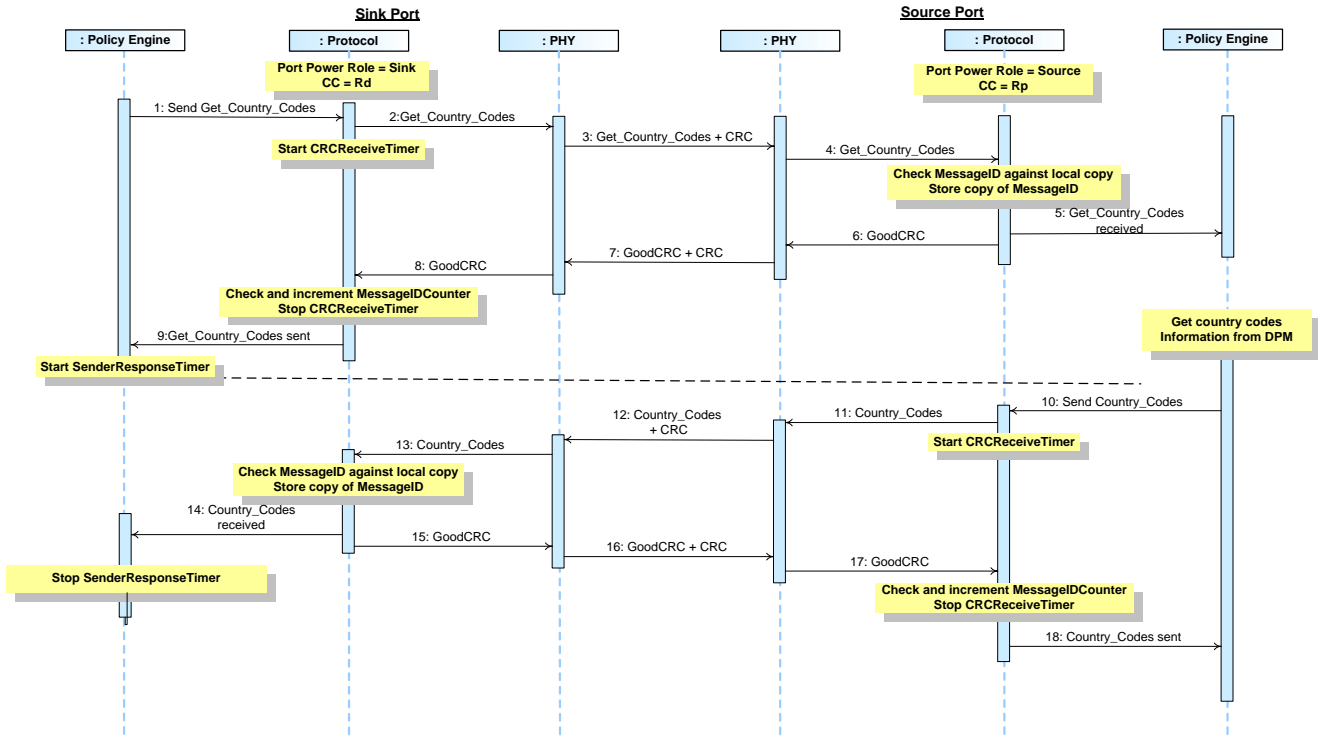 Sink Port
Source Port
: Policy Engine
: Protocol
: PHY
: PHY
: Protocol
: Policy Engine
Port Power Role = Sink
CC = Rd
Port Power Role = Source
CC = Rp
1: Send Get_Country_Codes
2:Get_Country_Codes
Start CRCReceiveTimer
3: Get_Country_Codes + CRC
4: Get_Country_Codes
Check MessageID against local copy
Store copy of MessageID
5: Get_Country_Codes
received
6: GoodCRC
7: GoodCRC + CRC
8: GoodCRC
Check and increment MessageIDCounter
Stop CRCReceiveTimer
9:Get_Country_Codes sent
Start SenderResponseTimer
Get country codes
Information from DPM
10: Send Country_Codes
11: Country_Codes
Start CRCReceiveTimer
12: Country_Codes
+ CRC
13: Country_Codes
Check MessageID against local copy
Store copy of MessageID
14: Country_Codes
received
15: GoodCRC
16: GoodCRC + CRC
17: GoodCRC
Stop SenderResponseTimer
Check and increment MessageIDCounter
Stop CRCReceiveTimer
18: Country_Codes sent